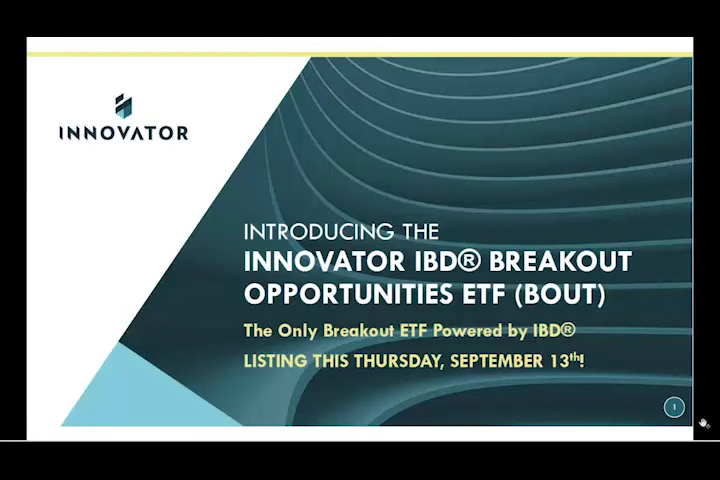 INNOVATOR
INTRODUCING THE
INNOVATOR IBD® BREAKOUT
OPPORTUNITIES ETF (BOUT)
The Only Breakout ETF Powered by IBD®
LISTING THIS THURSDAY, SEPTEMBER 13th!
1